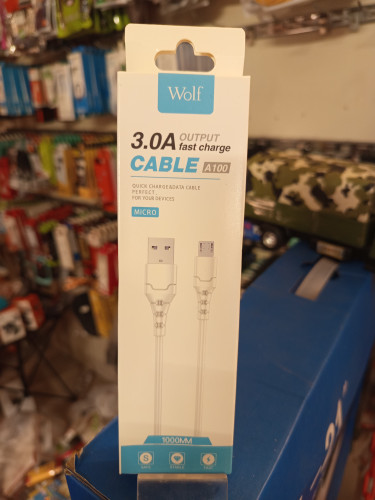 Wolf
3.0A OUTPUT
fast charge
CABLE A100
QUICK CHARGE&DATA CABLE
PERFECT
FOR YOUR DEVICES
MICRO
1000MM